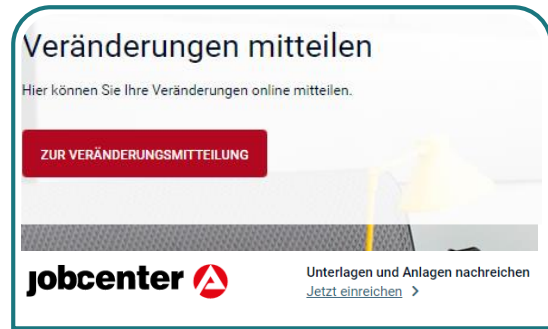 Veränderungen mitteilen
Hier können Sie Ihre Veränderungen online mitteilen.
ZUR VERÄNDERUNGSMITTEILUNG
jobcenter
Unterlagen und Anlagen nachreichen
Jetzt einreichen >